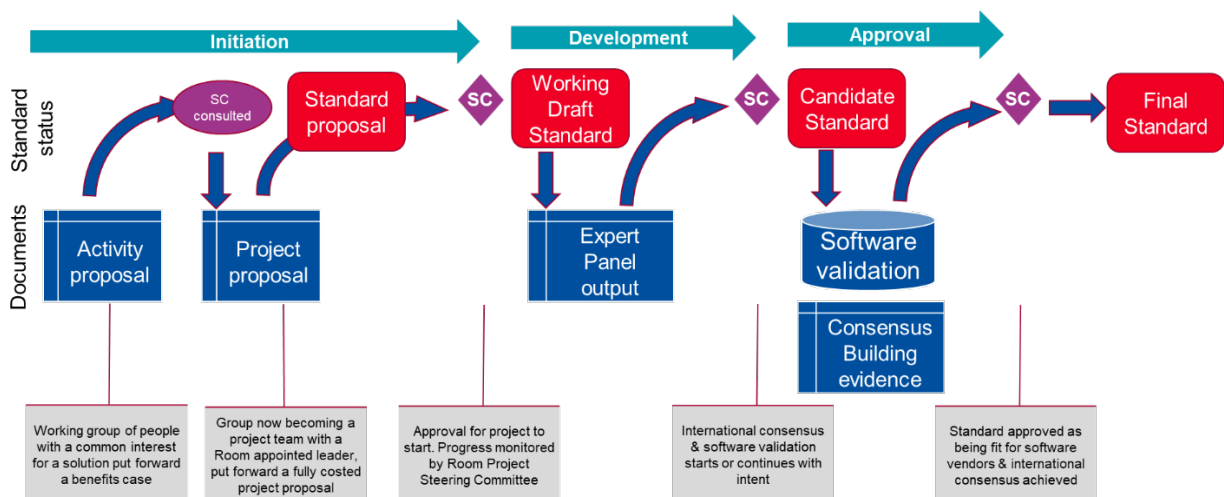 Initiation
Development
Approval
Standard
status
SC
consulted
Standard
proposal
SC
Working
Draft
Standard
SC
Candidate
Standard
SC
Final
Standard
Documents
Activity
proposal
Project
proposal
Expert
Panel
output
Software
validation
Consensus
Building
evidence
Working group of people
with a common interest
for a solution put forward
a benefits case
Group now becoming a
project team with a
Room appointed leader,
put forward a fully costed
project proposal
Approval for project to
start. Progress monitored
by Room Project
Steering Committee
International consensus
& software validation
starts or continues with
intent
Standard approved as
being fit for software
vendors & international
consensus achieved